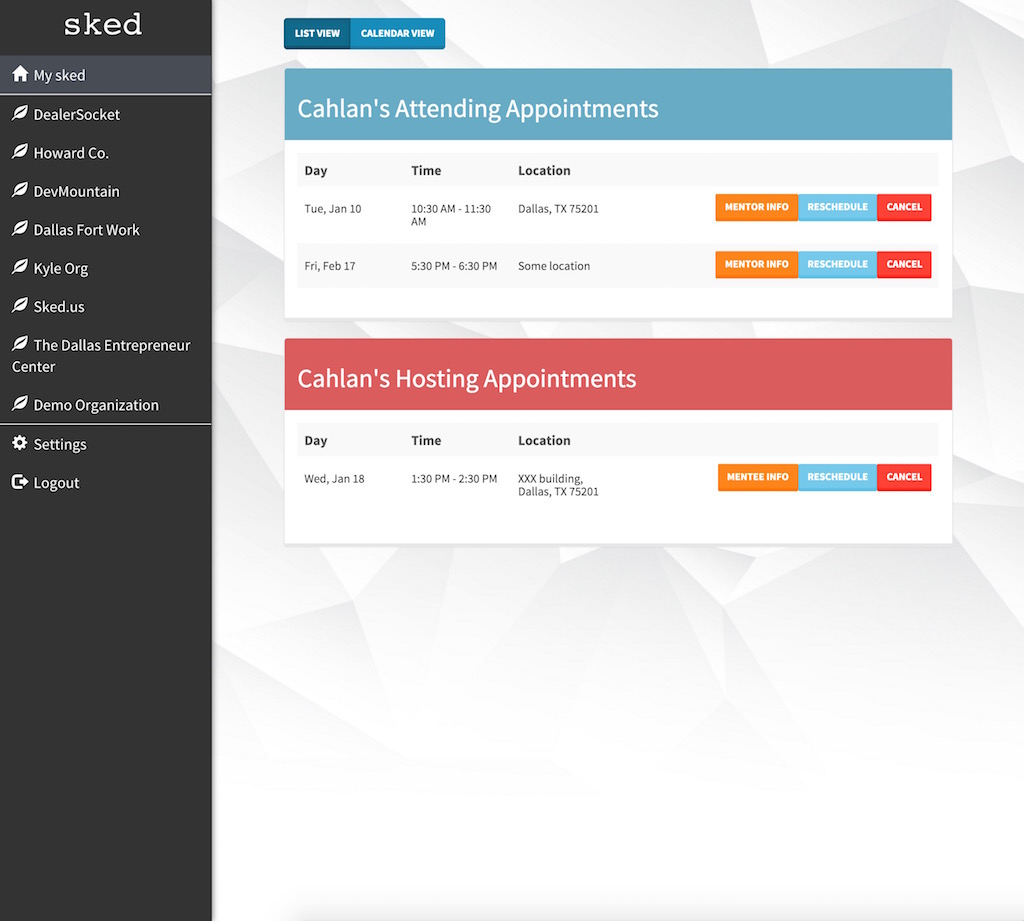 sked
My sked
DealerSocket
Howard Co.
DevMountain
Dallas Fort Work
Kyle Org
Sked.us
The Dallas Entrepreneur
Center
Demo Organization
Settings
Logout
LIST VIEW CALENDAR VIEW
Cahlan's Attending Appointments
Day Time Location
Tue, Jan 10 10:30 AM - 11:30 Dallas, TX 75201 MENTOR INFO RESCHEDULE CANCEL
AM
Fri, Feb 17 5:30 PM - 6:30 PM Some location MENTOR INFO RESCHEDULE CANCEL
Cahlan's Hosting Appointments
Day Time Location
Wed, Jan 18 1:30 PM - 2:30 PM XXX building, MENTEE INFO RESCHEDULE CANCEL
Dallas, TX 75201